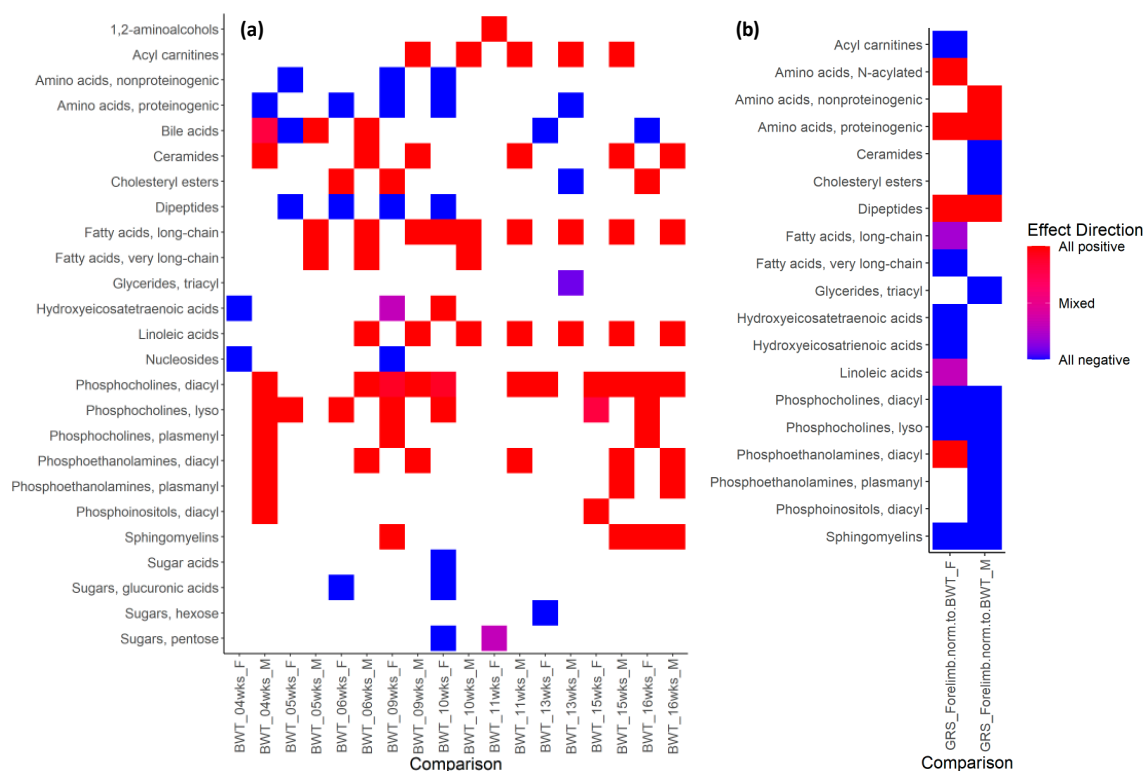 (a)
1,2-aminoalcohols
Acyl carnitines
Amino acids, nonproteinogenic
Amino acids, proteinogenic
Bile acids
Ceramides
Cholesteryl esters
Dipeptides
Fatty acids, long-chain
Fatty acids, very long-chain
Glycerides, triacyl
Hydroxyeicosatetraenoic acids
Linoleic acids
Nucleosides
Phosphocholines, diacyl
Phosphocholines, lyso
Phosphocholines, plasmenyl
Phosphoethanolamines, diacyl
Phosphoethanolamines, plasmanyl
Phosphoinositols, diacyl
Sphingomyelins
Sugar acids
Sugars, glucuronic acids
Sugars, hexose
Sugars, pentose
BWT_04wks_F
BWT_04wks_M
BWT_05wks_F
BWT_05wks_M
BWT_06wks_F
BWT_06wks_M
BWT_09wks_F
BWT_09wks_M
BWT_10wks_F
BWT_10wks_M
BWT_11wks_F
BWT_11wks_M
BWT_13wks_F
BWT_13wks_M
BWT_15wks_F
BWT_15wks_M
BWT_16wks_F
BWT_16wks_M
Comparison
(b)
Acyl carnitines
Amino acids, N-acylated
Amino acids, nonproteinogenic
Amino acids, proteinogenic
Ceramides
Cholesteryl esters
Dipeptides
Fatty acids, long-chain
Fatty acids, very long-chain
Glycerides, triacyl
Hydroxyeicosatetraenoic acids
Hydroxyeicosatrienoic acids
Linoleic acids
Phosphocholines, diacyl
Phosphocholines, lyso
Phosphoethanolamines, diacyl
Phosphoethanolamines, plasmanyl
Phosphoinositols, diacyl
Sphingomyelins
GRS_Forelimb.norm.to.BWT_F
GRS_Forelimb.norm.to.BWT_M
Comparison
Effect Direction
All positive
Mixed
All negative